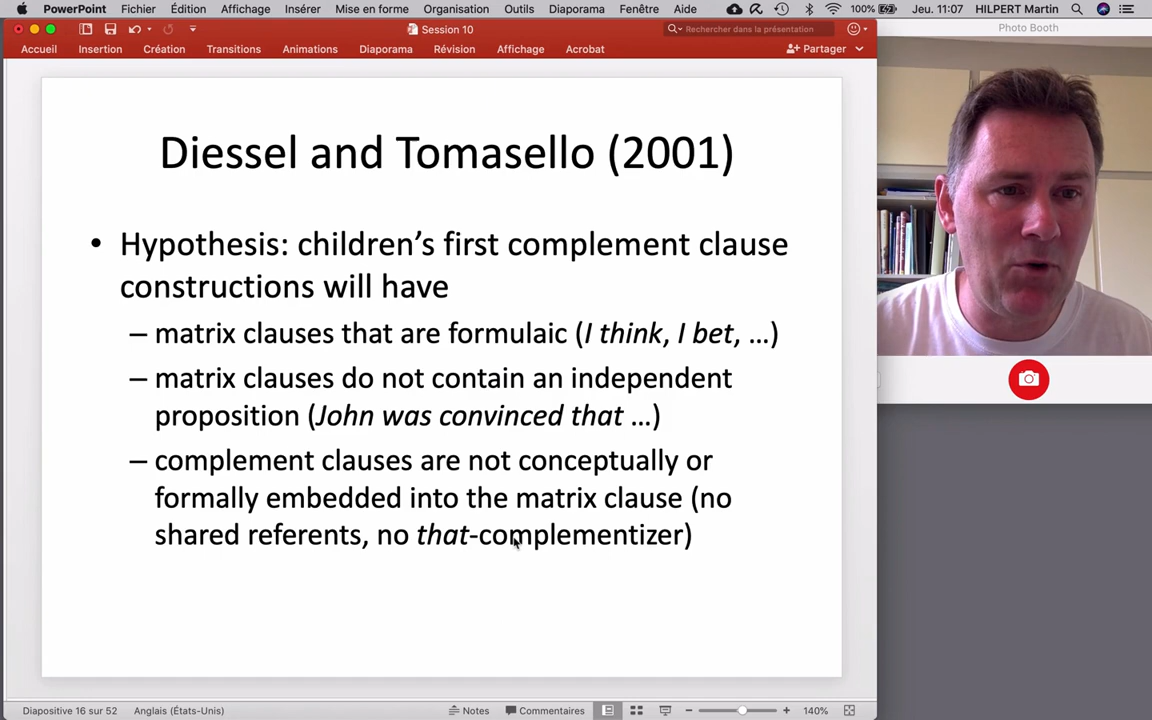 PowerPoint Fichier Édition Affichage Insérer Mise en forme Organisation Outils Diaporama Fenêtre Aide 100% Jeu. 11:07 HILPERT Martin
Session 10
Rechercher dans la présentation
Photo Booth
Accueil Insertion Création Transitions Animations Diaporama Révision Affichage Acrobat Partager
Diessel and Tomasello (2001)
• Hypothesis: children's first complement clause
constructions will have
– matrix clauses that are formulaic (I think, I bet, …)
– matrix clauses do not contain an independent
proposition (John was convinced that …)
– complement clauses are not conceptually or
formally embedded into the matrix clause (no
shared referents, no that-complementizer)
Diapositive 16 sur 52 Anglais (États-Unis) Notes Commentaires 140%